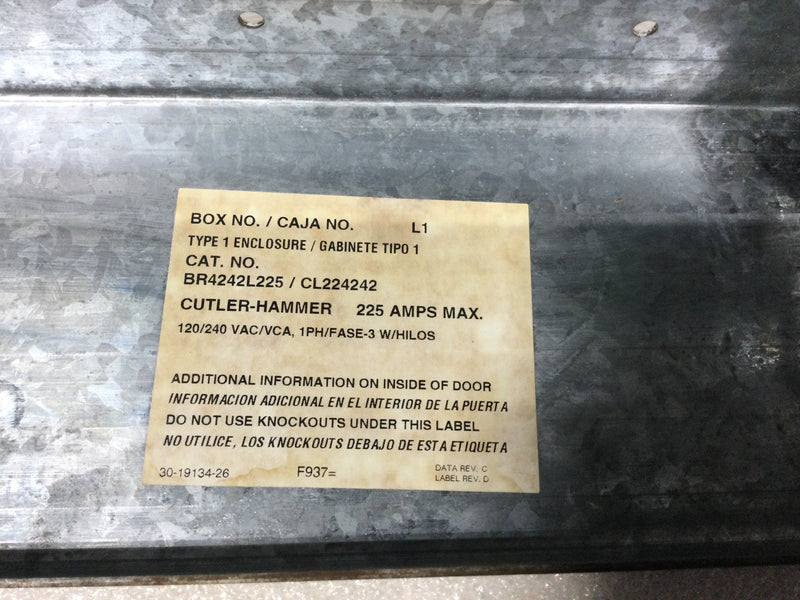 BOX NO. / CAJA NO. L1
TYPE 1 ENCLOSURE / GABINETE TIPO 1
CAT. NO.
BR4242L225 / CL224242
CUTLER-HAMMER 225 AMPS MAX.
120/240 VAC/VCA, 1PH/FASE-3 W/HILOS
ADDITIONAL INFORMATION ON INSIDE OF DOOR
INFORMACION ADICIONAL EN EL INTERIOR DE LA PUERTA
DO NOT USE KNOCKOUTS UNDER THIS LABEL
NO UTILICE, LOS KNOCKOUTS DEBAJO DE ESTA ETIQUETA
30-19134-26 F937= DATA REV. C
LABEL REV. D